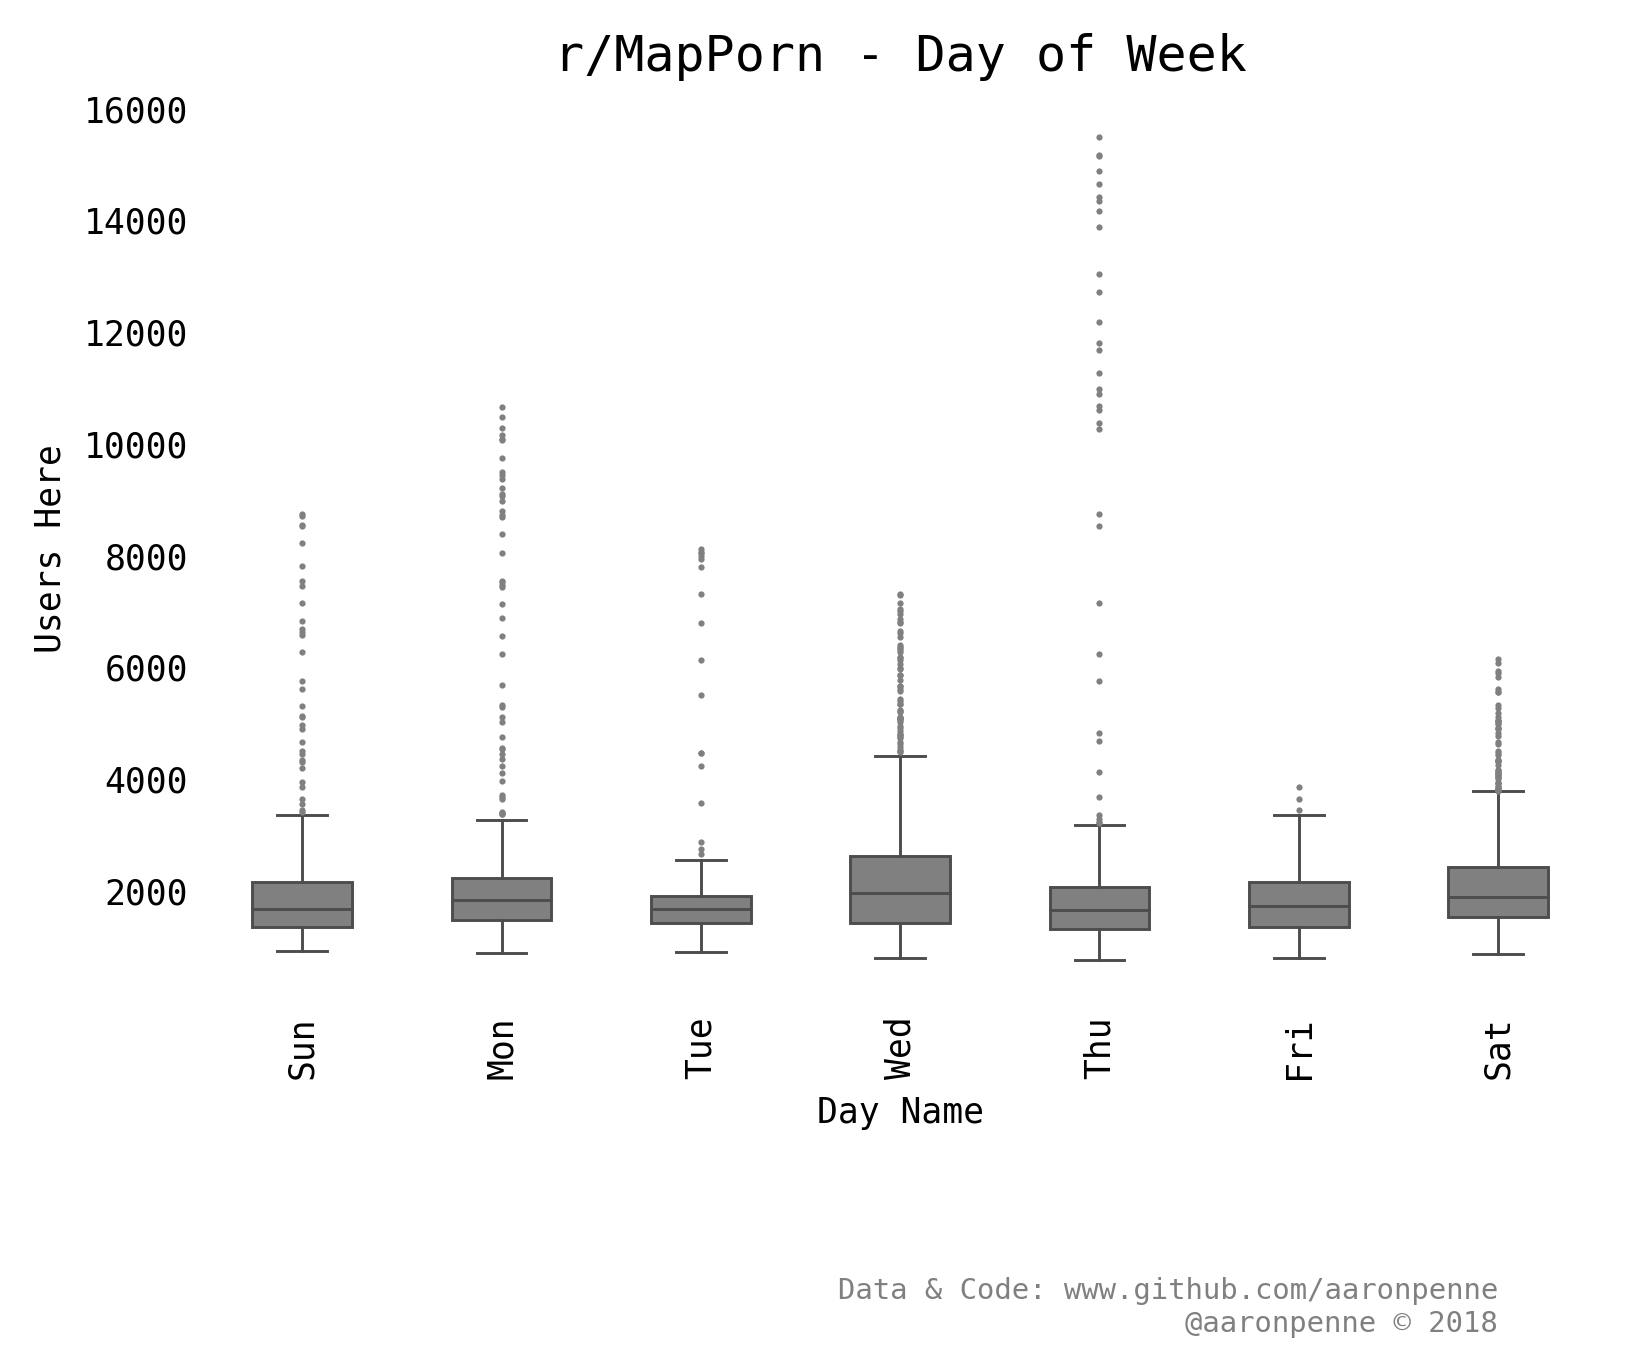 r/MapPorn - Day of Week
16000
14000
12000
10000
8000
6000
4000
2000
Users Here
Sun
Mon
Tue
Wed
Thu
Fri
Sat
Day Name
Data & Code: www.github.com/aaronpenne
@aaronpenne © 2018